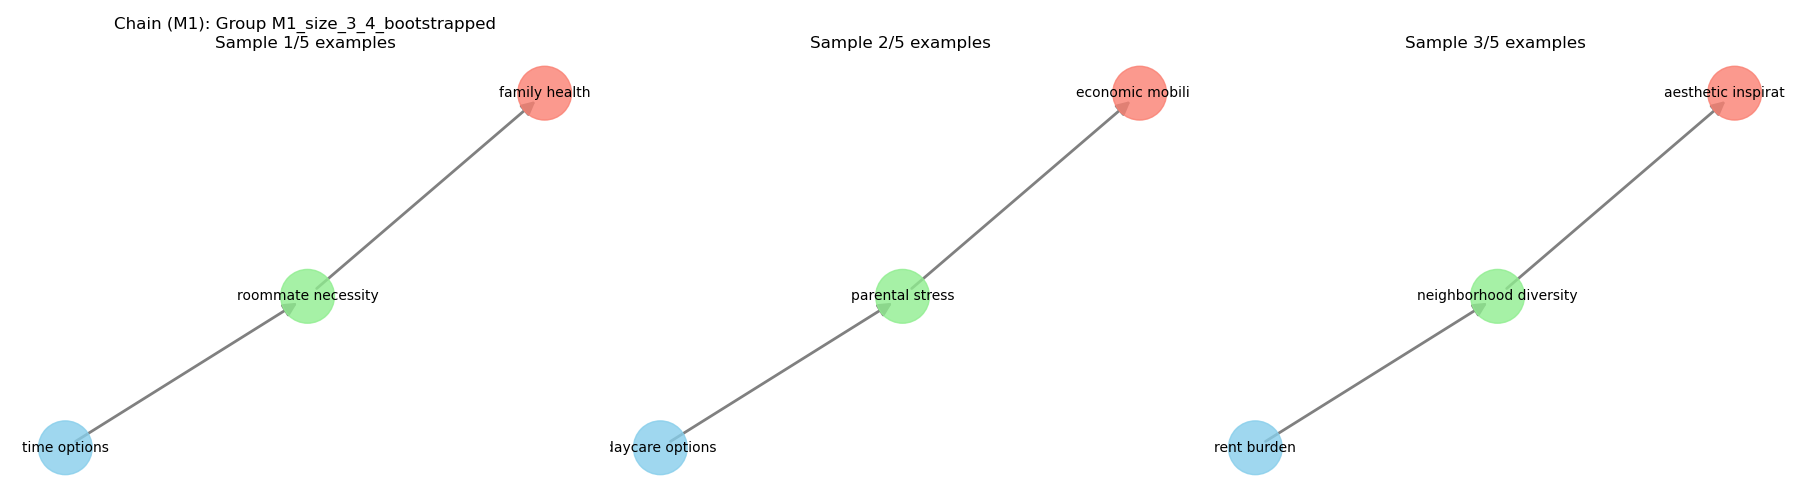 Chain (M1): Group M1_size_3_4_bootstrapped
Sample 1/5 examples
family health
roommate necessity
time options
Sample 2/5 examples
economic mobili
parental stress
daycare options
Sample 3/5 examples
aesthetic inspirat
neighborhood diversity
rent burden